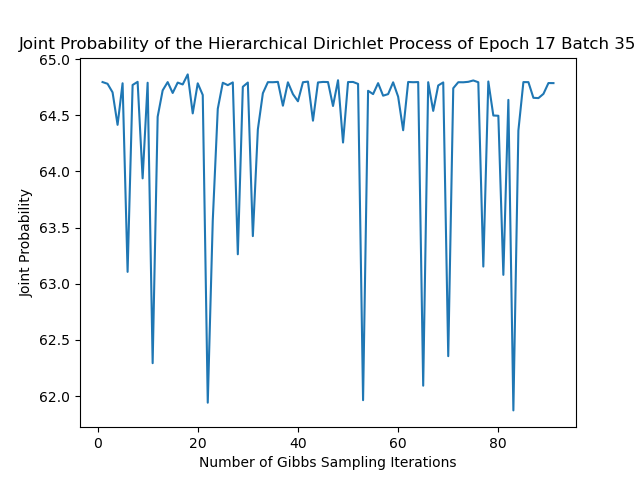 Joint Probability of the Hierarchical Dirichlet Process of Epoch 17 Batch 35
65.0
64.5
64.0
63.5
63.0
62.5
62.0
Joint Probability
0 20 40 60 80
Number of Gibbs Sampling Iterations